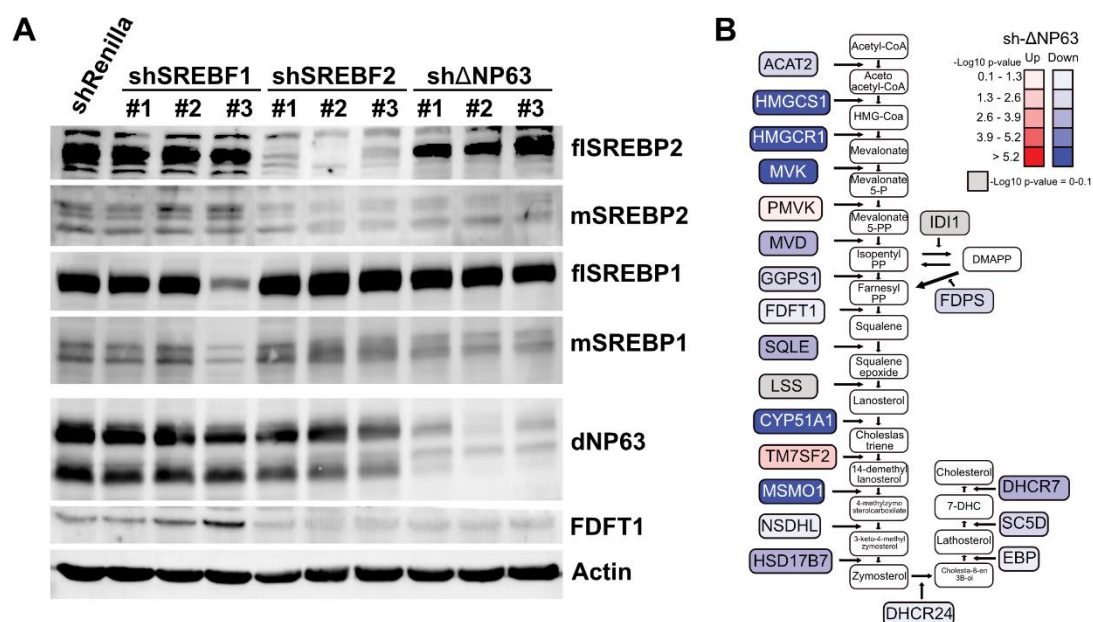 A
shRenilla
shSREBF1
shSREBF2
shΔNP63
#1 #2 #3 #1 #2 #3 #1 #2 #3
flSREBP2
mSREBP2
flSREBP1
mSREBP1
dNP63
FDFT1
Actin
B
sh-ΔNP63
-Log10 p-value Up Down
0.1 - 1.3
1.3 - 2.6
2.6 - 3.9
3.9 - 5.2
> 5.2
-Log10 p-value = 0-0.1
Acetyl-CoA
ACAT2
Aceto
acetyl-CoA
HMGCS1
HMG-Coa
HMGCR1
Mevalonate
MVK
Mevalonate
5-P
PMVK
Mevalonate
5-PP
IDI1
MVD
Isopentyl
PP
DMAPP
GGPS1
Farnesyl
PP
FDPS
FDFT1
Squalene
SQLE
Squalene
epoxide
LSS
Lanosterol
CYP51A1
Choleslas
triene
TM7SF2
14-demethyl
lanosterol
MSMO1
4-methylzymo
sterolcarboxilate
NSDHL
3-keto-4-methyl
zymosterol
HSD17B7
Zymosterol
Cholesterol
DHCR7
7-DHC
SC5D
Lathosterol
EBP
Cholesta-8-en
3B-ol
DHCR24